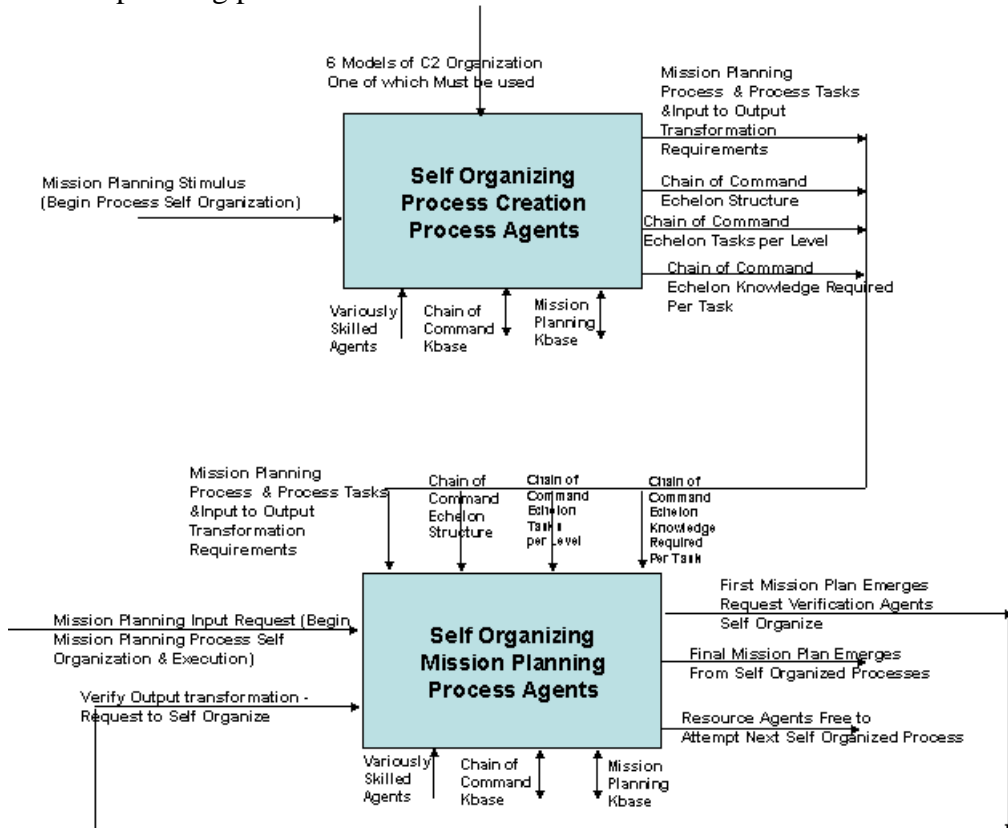 6 Models of C2 Organization
One of which Must be used
Mission Planning
Process & Process Tasks
&Input to Output
Transformation
Requirements
Self Organizing
Process Creation
Process Agents
Mission Planning Stimulus
(Begin Process Self Organization)
Chain of Command
Echelon Structure
Chain of Command
Echelon Tasks per Level
Chain of Command
Echelon Knowledge Required
Per Task
Variously
Skilled
Agents
Chain of
Command
Kbase
Mission
Planning
Kbase
Mission Planning
Process & Process Tasks
&Input to Output
Transformation
Requirements
Chain of
Command
Echelon
Structure
Chain of
Command
Echelon
Tasks
per Level
Chain of
Command
Echelon
Knowledge
Required
Per Task
Mission Planning Input Request (Begin
Mission Planning Process Self
Organization & Execution)
Verify Output transformation -
Request to Self Organize
Self Organizing
Mission Planning
Process Agents
First Mission Plan Emerges
Request Verification Agents
Self Organize
Final Mission Plan Emerges
From Self Organized Processes
Resource Agents Free to
Attempt Next Self Organized Process
Variously
Skilled
Agents
Chain of
Command
Kbase
Mission
Planning
Kbase